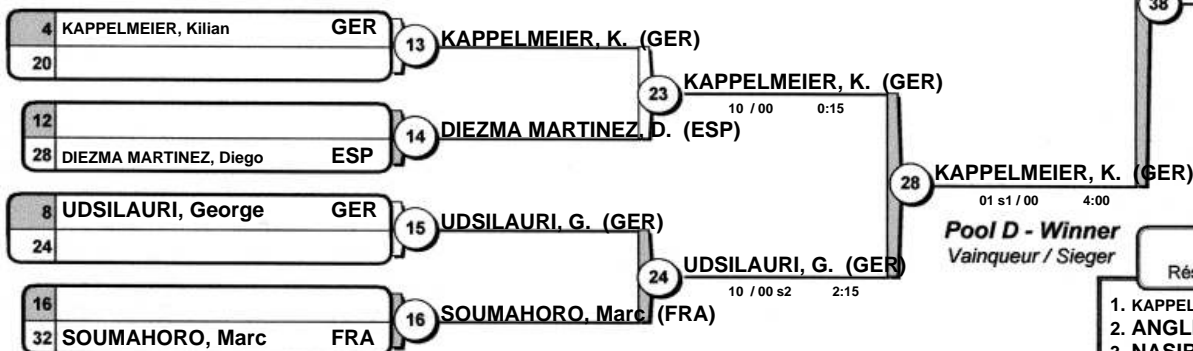 38
4 KAPPELMEIER, Kilian GER
20
13 KAPPELMEIER, K. (GER)
12
28 DIEZMA MARTINEZ, Diego ESP
14 DIEZMA MARTINEZ, D. (ESP)
23 KAPPELMEIER, K. (GER)
10 / 00 0:15
8 UDSILAURI, George GER
24
15 UDSILAURI, G. (GER)
16
32 SOUMAHORO, Marc FRA
16 SOUMAHORO, Marc (FRA)
24 UDSILAURI, G. (GER)
10 / 00 s2 2:15
28 KAPPELMEIER, K. (GER)
01 s1 / 00 4:00
Pool D - Winner
Vainqueur / Sieger
1. KAPPEL
2.